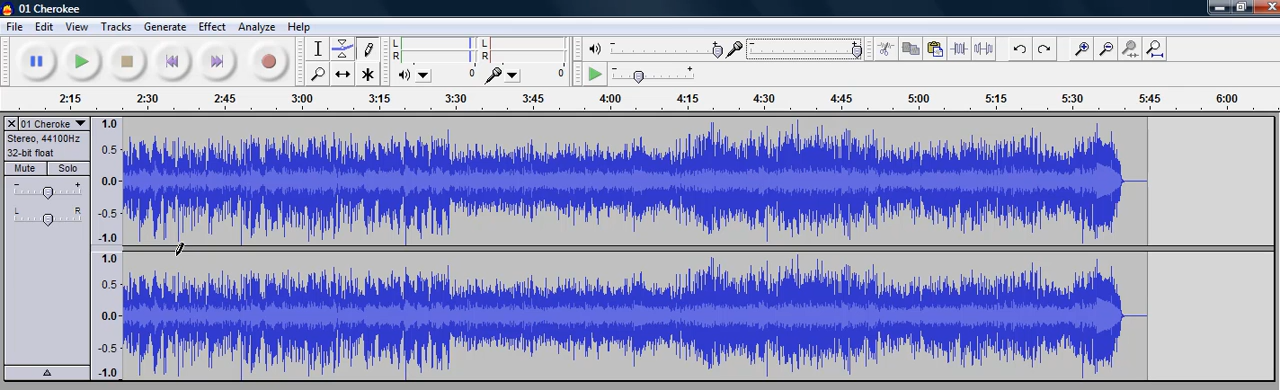 01 Cherokee
File Edit View Tracks Generate Effect Analyze Help
L
R
0
L
R
0
2:15 2:30 2:45 3:00 3:15 3:30 3:45 4:00 4:15 4:30 4:45 5:00 5:15 5:30 5:45 6:00
01 Cheroke
Stereo, 44100Hz
32-bit float
Mute Solo
- +
L R
1.0
0.5
0.0
-0.5
-1.0
1.0
0.5
0.0
-0.5
-1.0